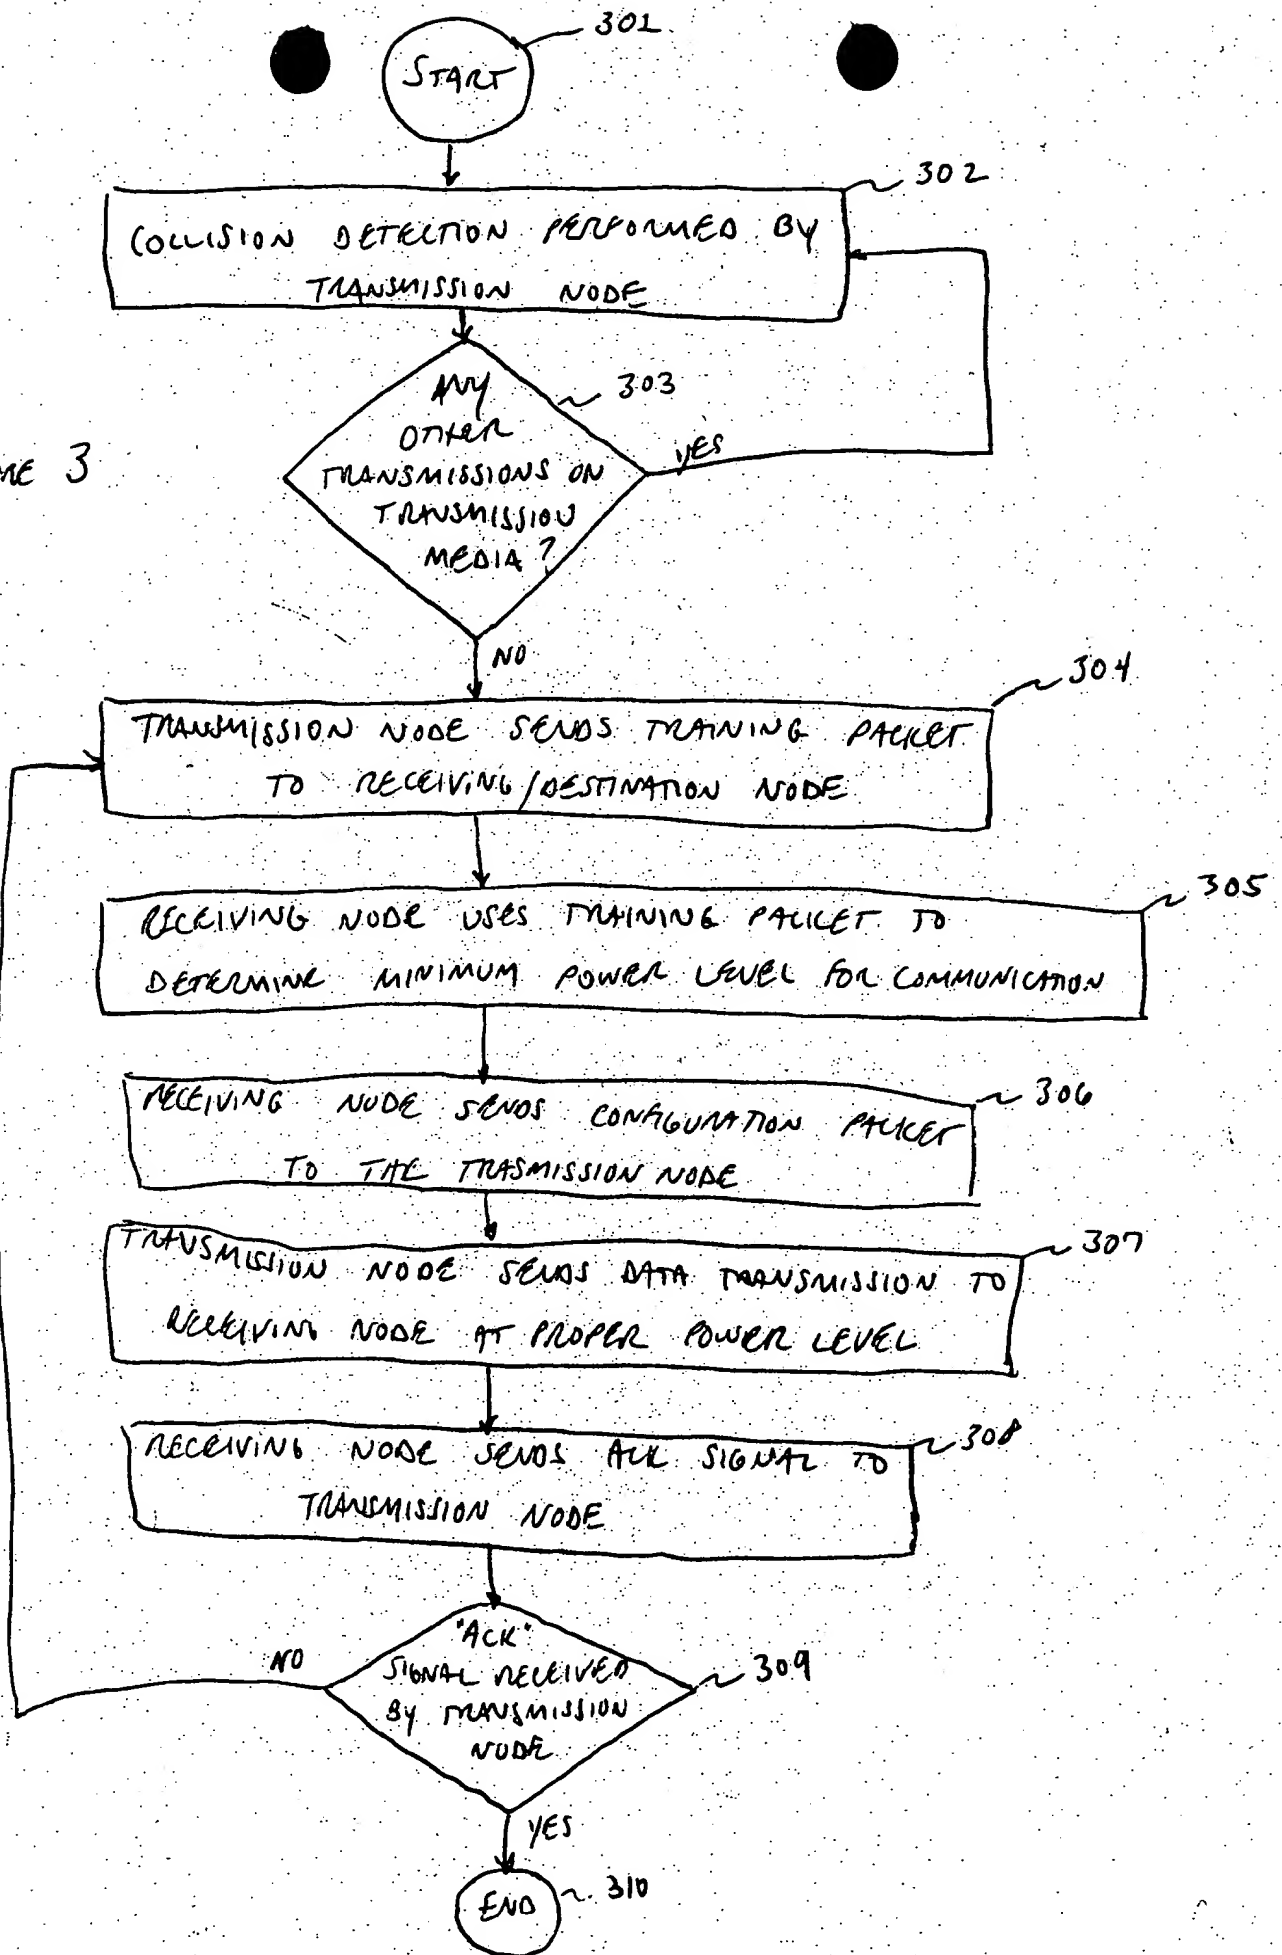 301
START
302
COLLISION DETECTION PERFORMED BY
TRANSMISSION NODE
303
ANY
OTHER
TRANSMISSIONS ON
TRANSMISSION
MEDIA?
YES
3
NO
304
TRANSMISSION NODE SENDS TRAINING PACKET
TO RECEIVING/DESTINATION NODE
305
RECEIVING NODE USES TRAINING PACKET TO
DETERMINE MINIMUM POWER LEVEL FOR COMMUNICATION
306
RECEIVING NODE SENDS CONFIGURATION PACKET
TO THE TRASMISSION NODE
307
TRANSMISSION NODE SENDS DATA TRANSMISSION TO
RECEIVING NODE AT PROPER POWER LEVEL
308
RECEIVING NODE SENDS ACK SIGNAL TO
TRANSMISSION NODE
"ACK"
NO
SIGNAL RECEIVED
309
BY TRANSMISSION
NODE
YES
END
310